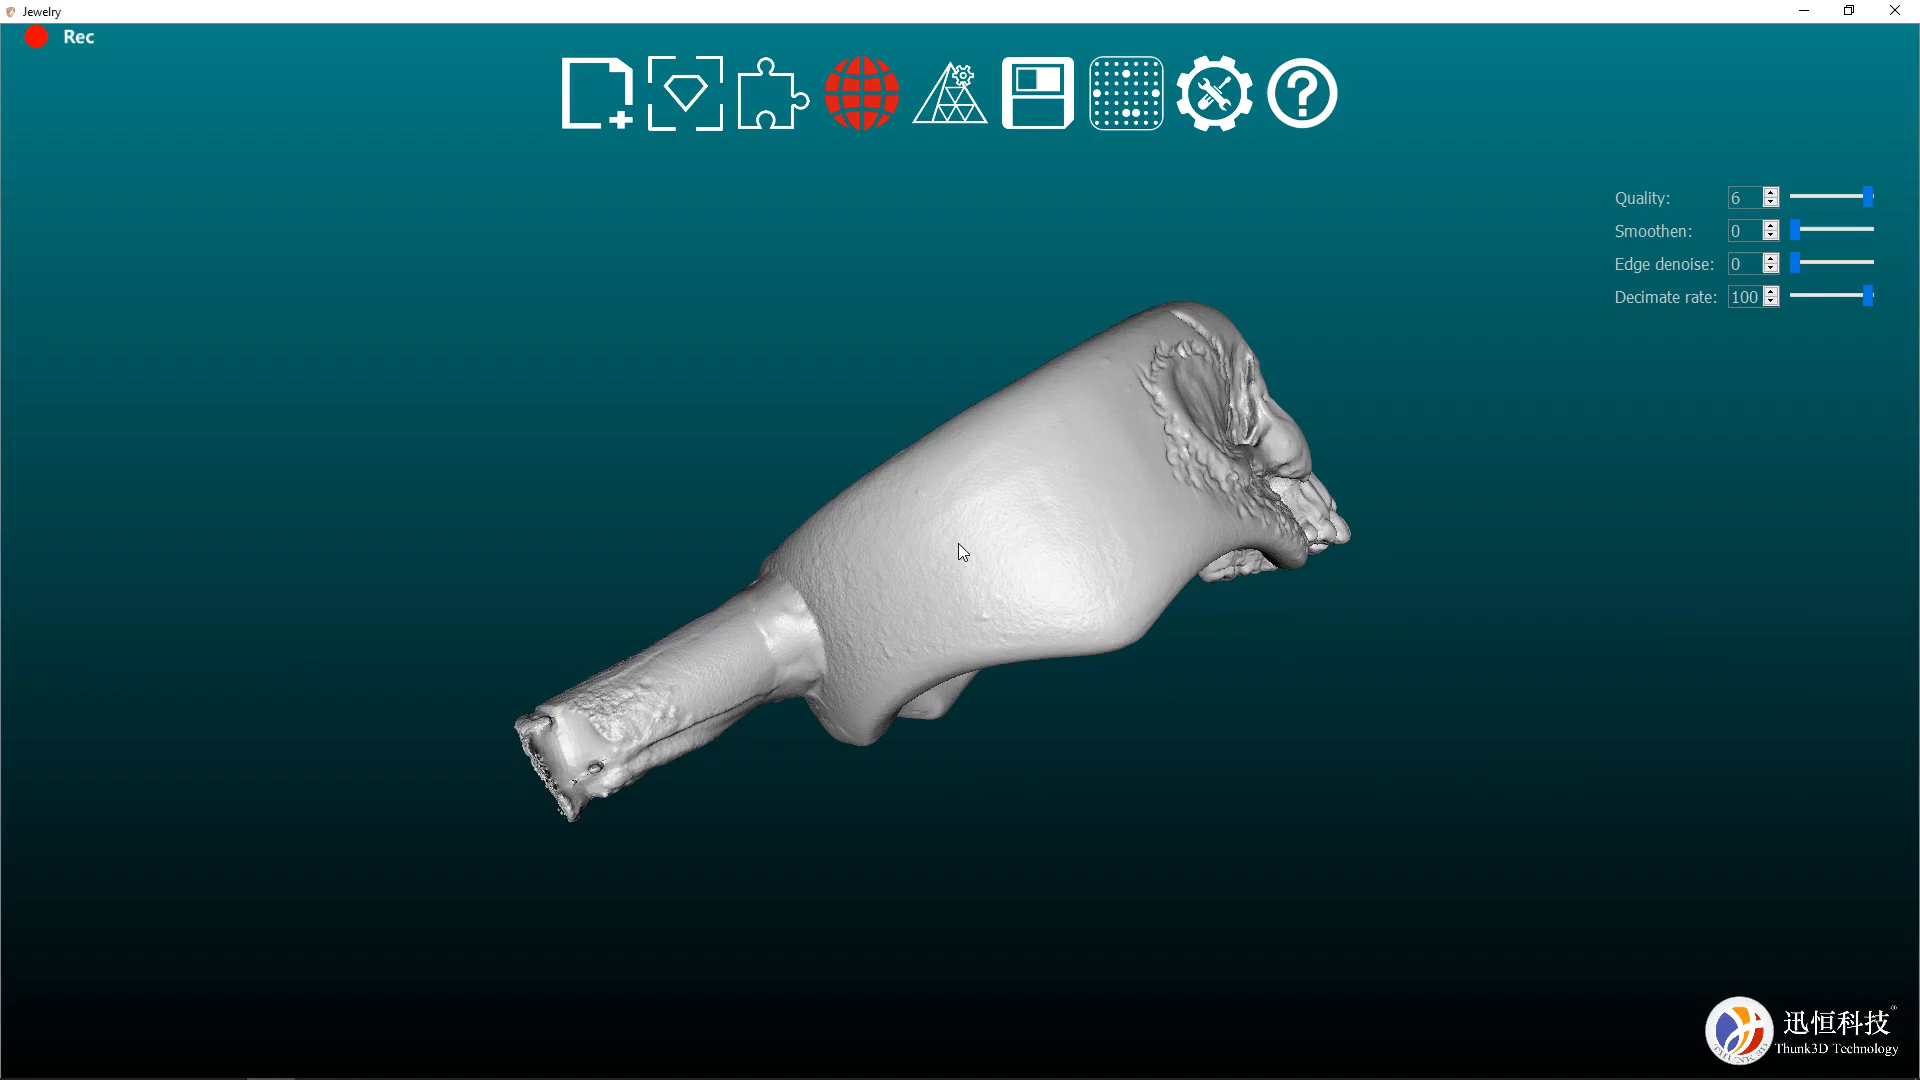 Jewelry
Rec
Quality: 6
Smoothen: 0
Edge denoise: 0
Decimate rate: 100
迅恒科技®
Thunk3D Technology